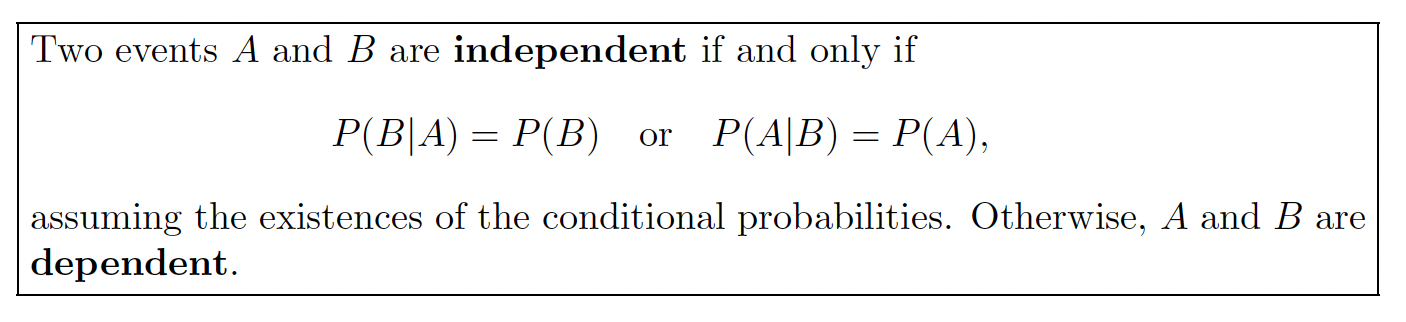 Two events A and B are independent if and only if
P(B|A) = P(B) or P(A|B) = P(A),
assuming the existences of the conditional probabilities. Otherwise, A and B are
dependent.